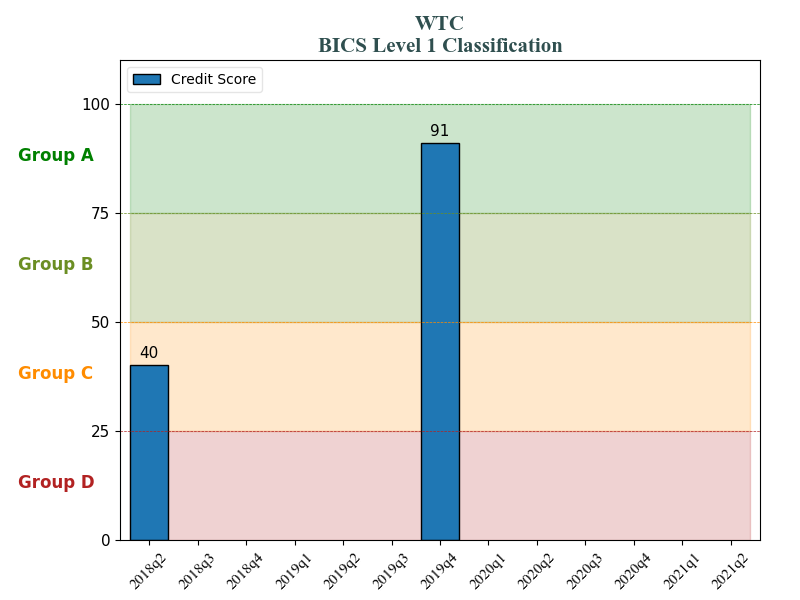 WTC
BICS Level 1 Classification
Credit Score
100
91
Group A
75
Group B
50
40
Group C
25
Group D
0
2018q2 2018q3 2018q4 2019q1 2019q2 2019q3 2019q4 2020q1 2020q2 2020q3 2020q4 2021q1 2021q2